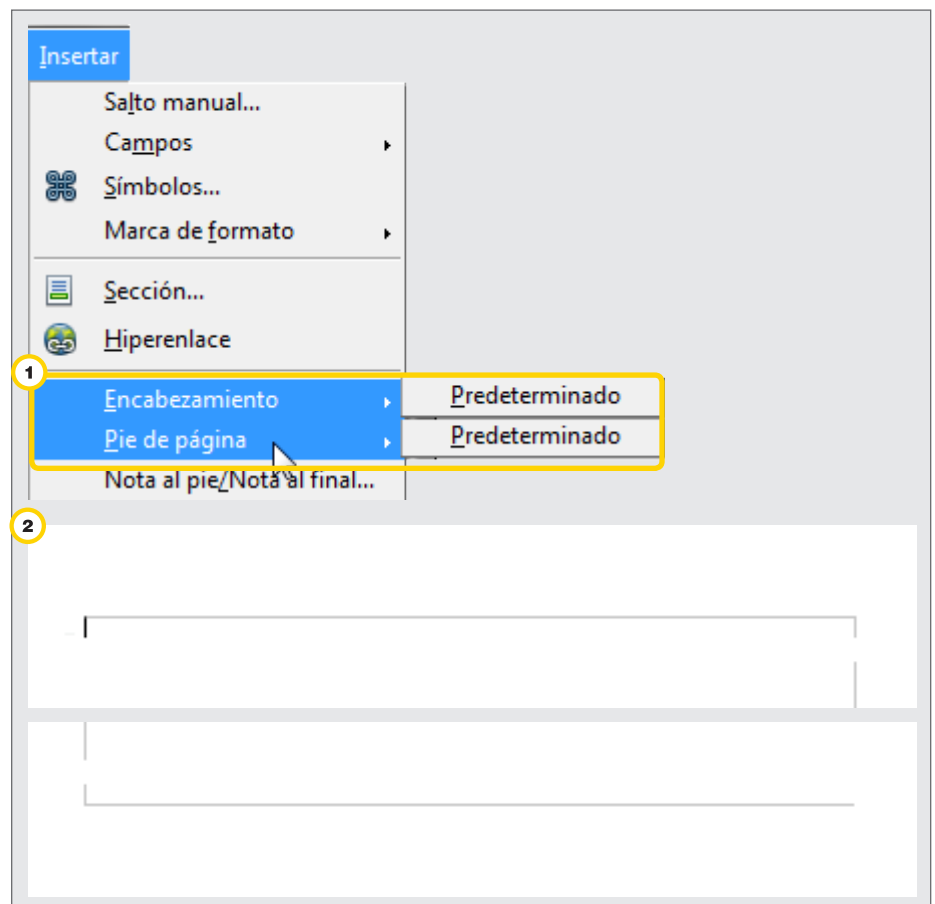 Insertar
Salto manual...
Campos
Símbolos...
Marca de formato
Sección...
Hiperenlace
1
Encabezamiento
Predeterminado
Pie de página
Predeterminado
Nota al pie/Nota al final...
2